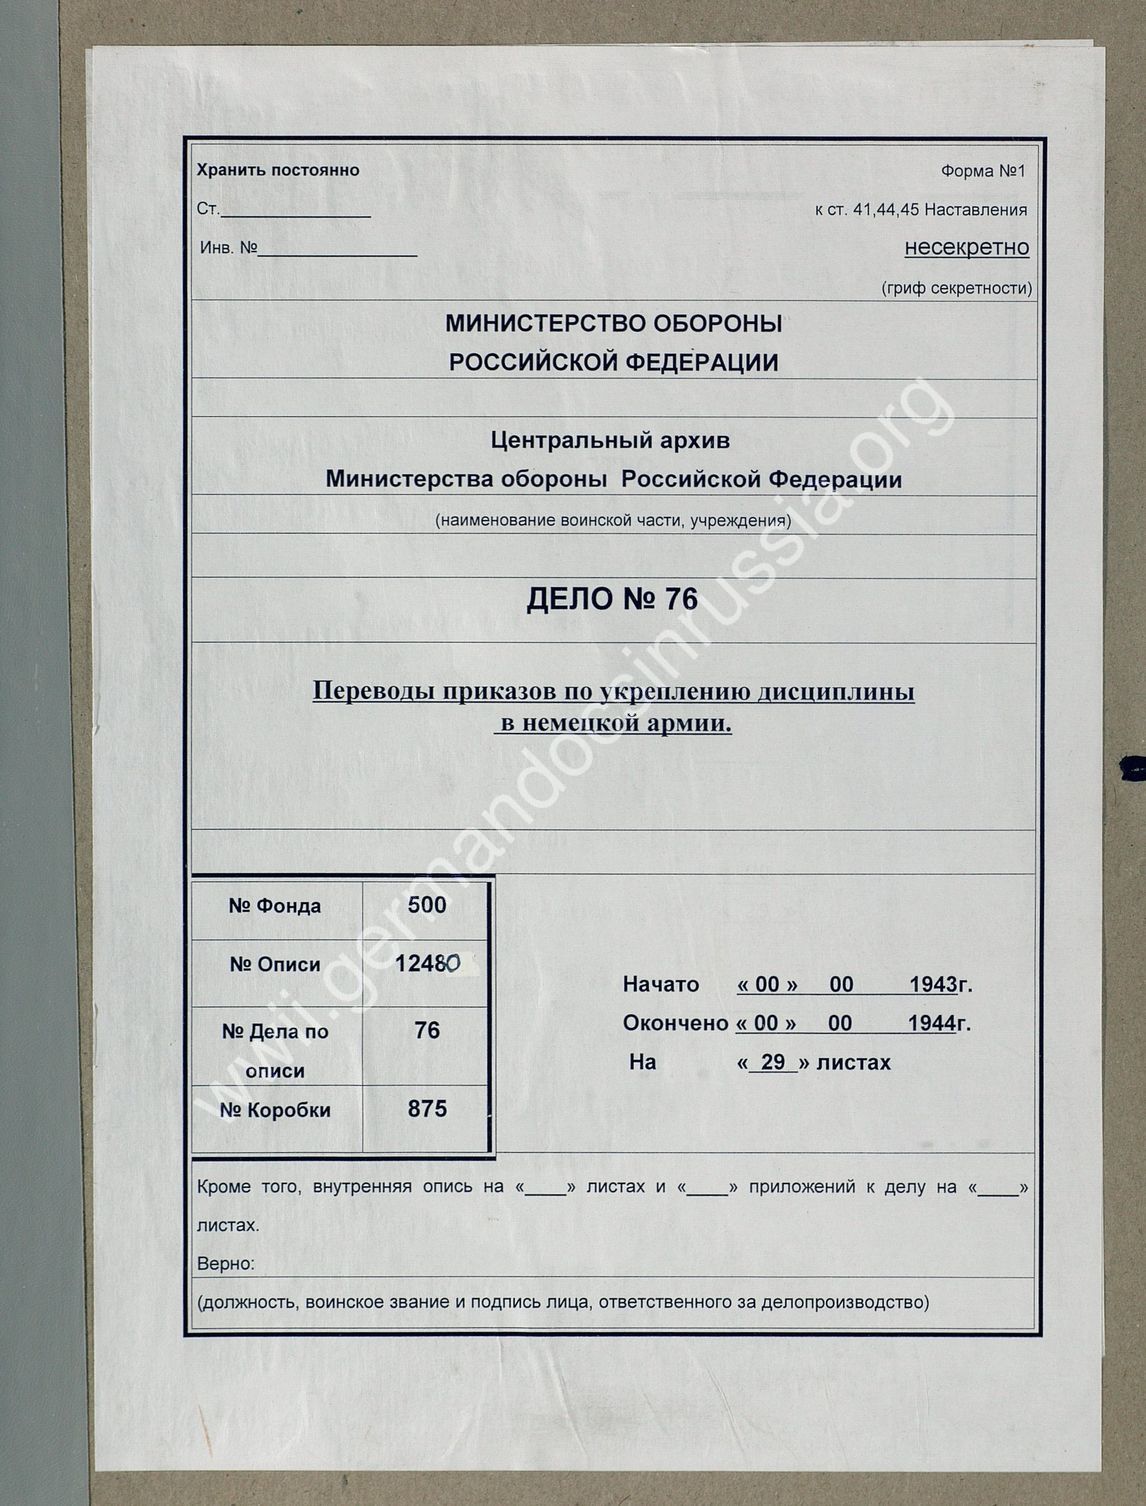 Хранить постоянно
Форма №1
Ст.
к ст. 41,44,45 Наставления
Инв. №
несекретно
(гриф секретности)
МИНИСТЕРСТВО ОБОРОНЫ
РОССИЙСКОЙ ФЕДЕРАЦИИ
Центральный архив
Министерства обороны Российской Федерации
(наименование воинской части, учреждения)
ДЕЛО № 76
Переводы приказов по укреплению дисциплины
в немецкой армии.
№ Фонда 500
№ Описи 12480
№ Дела по описи 76
№ Коробки 875
Начато « 00 » 00 1943г.
Окончено « 00 » 00 1944г.
На « 29 » листах
Кроме того, внутренняя опись на «____» листах и «____» приложений к делу на «____»
листах.
Верно:
(должность, воинское звание и подпись лица, ответственного за делопроизводство)
wwii.germandocsinrussia.org